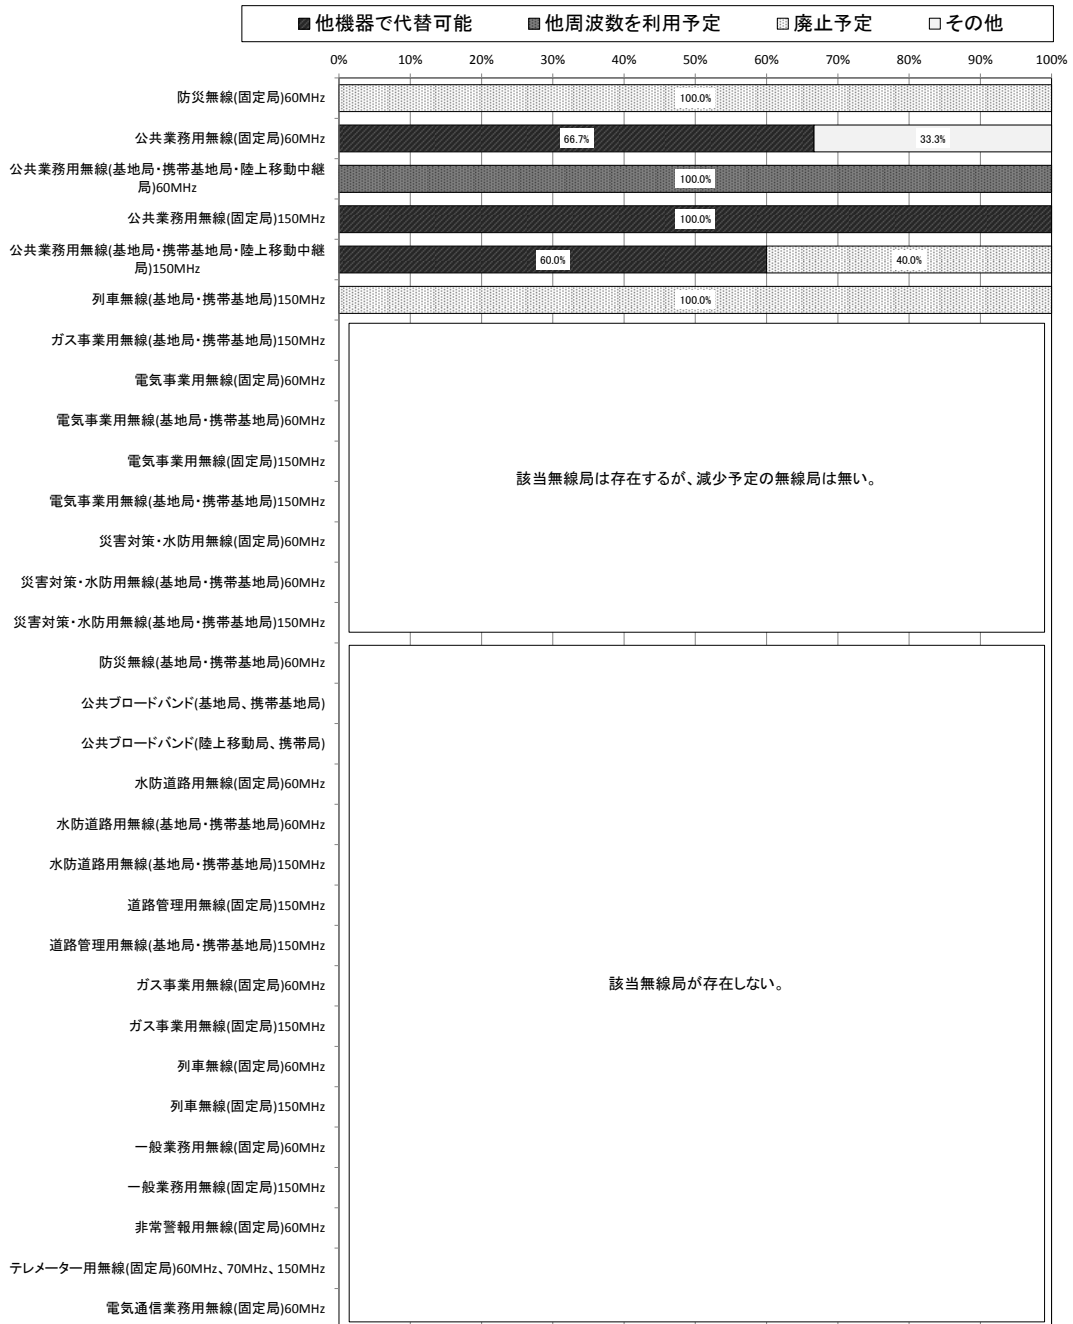 他機器で代替可能 他周波数を利用予定 廃止予定 その他
0% 10% 20% 30% 40% 50% 60% 70% 80% 90% 100%
防災無線(固定局)60MHz 100.0%
公共業務用無線(固定局)60MHz 66.7% 33.3%
公共業務用無線(基地局・携帯基地局・陸上移動中継
局)60MHz 100.0%
公共業務用無線(固定局)150MHz 100.0%
公共業務用無線(基地局・携帯基地局・陸上移動中継
局)150MHz 60.0% 40.0%
列車無線(基地局・携帯基地局)150MHz 100.0%
ガス事業用無線(基地局・携帯基地局)150MHz
電気事業用無線(固定局)60MHz
電気事業用無線(基地局・携帯基地局)60MHz
電気事業用無線(固定局)150MHz
該当無線局は存在するが、減少予定の無線局は無い。
電気事業用無線(基地局・携帯基地局)150MHz
災害対策・水防用無線(固定局)60MHz
災害対策・水防用無線(基地局・携帯基地局)60MHz
災害対策・水防用無線(基地局・携帯基地局)150MHz
防災無線(基地局・携帯基地局)60MHz
公共ブロードバンド(基地局、携帯基地局)
公共ブロードバンド(陸上移動局、携帯局)
水防道路用無線(固定局)60MHz
水防道路用無線(基地局・携帯基地局)60MHz
水防道路用無線(基地局・携帯基地局)150MHz
道路管理用無線(固定局)150MHz
道路管理用無線(基地局・携帯基地局)150MHz
ガス事業用無線(固定局)60MHz
該当無線局が存在しない。
ガス事業用無線(固定局)150MHz
列車無線(固定局)60MHz
列車無線(固定局)150MHz
一般業務用無線(固定局)60MHz
一般業務用無線(固定局)150MHz
非常警報用無線(固定局)60MHz
テレメーター用無線(固定局)60MHz、70MHz、150MHz
電気通信業務用無線(固定局)60MHz